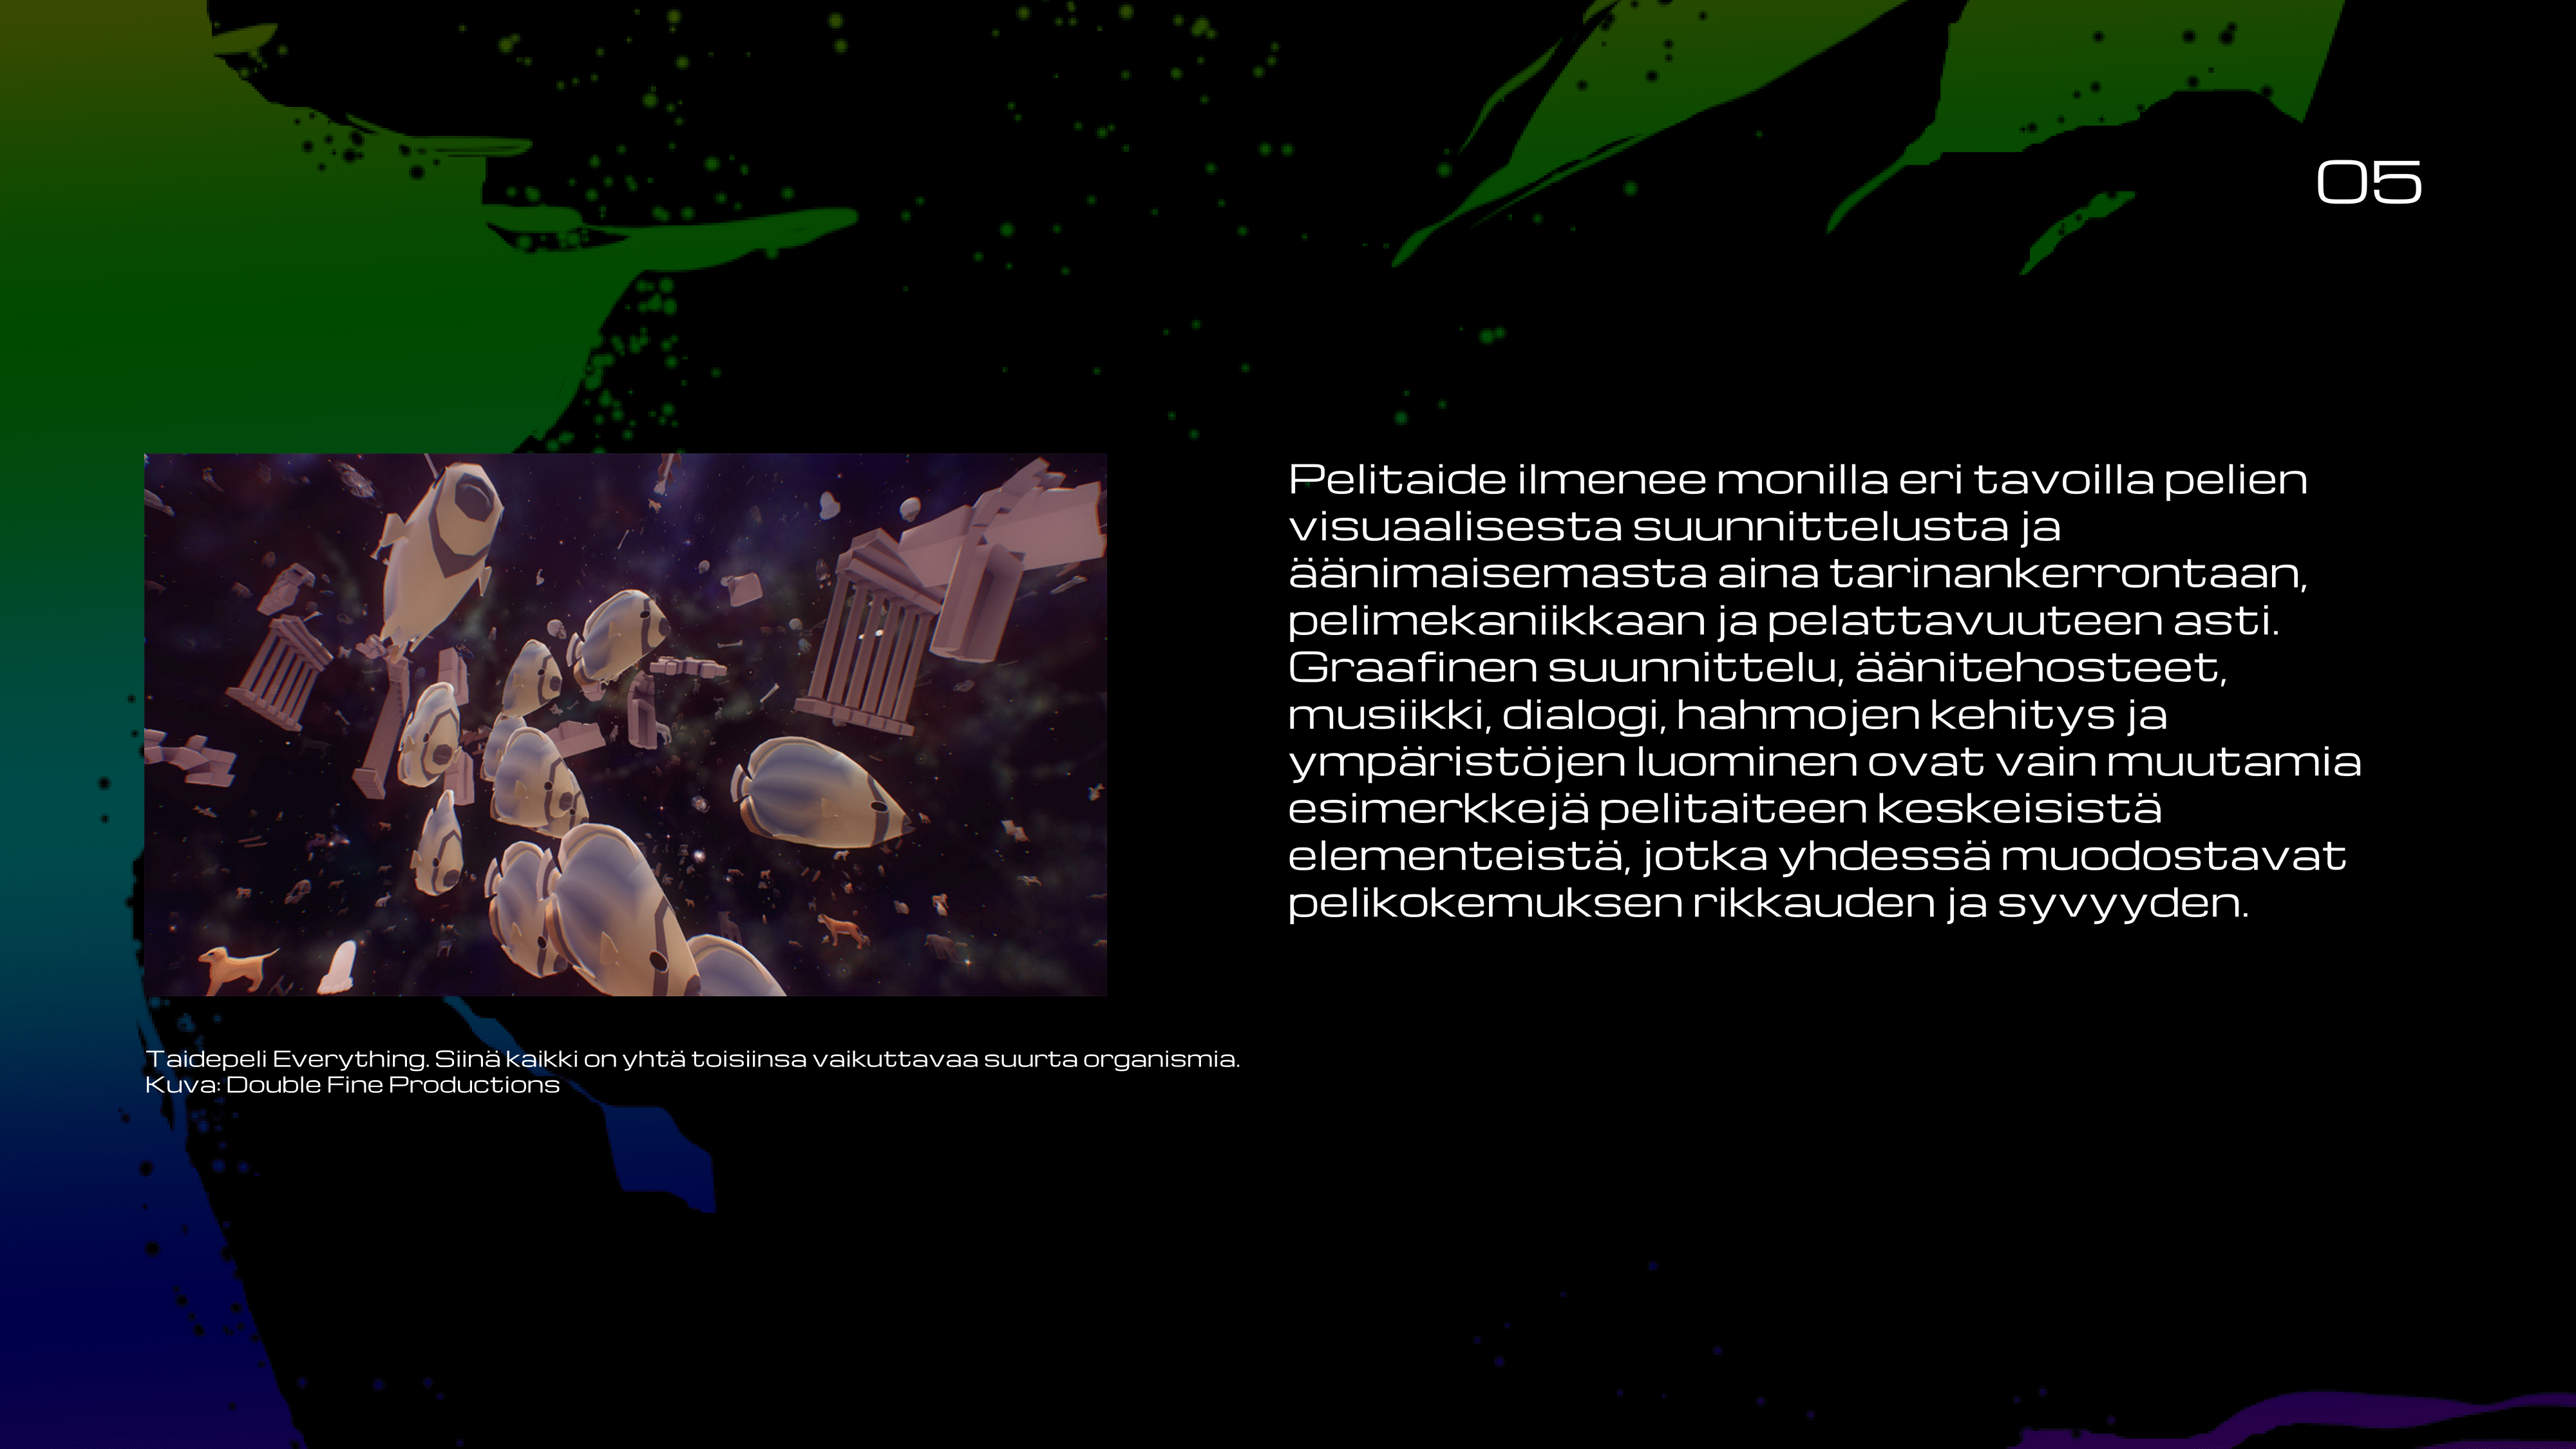 05
Pelitaide ilmenee monilla eri tavoilla pelien
visuaalisesta suunnittelusta ja
äänimaisemasta aina tarinankerrontaan,
pelimekaniikkaan ja pelattavuuteen asti.
Graafinen suunnittelu, äänitehosteet,
musiikki, dialogi, hahmojen kehitys ja
ympäristöjen luominen ovat vain muutamia
esimerkkejä pelitaiteen keskeisistä
elementeistä, jotka yhdessä muodostavat
pelikokemuksen rikkauden ja syvyyden.
Taidepeli Everything. Siinä kaikki on yhtä toisiinsa vaikuttavaa suurta organismia.
Kuva: Double Fine Productions